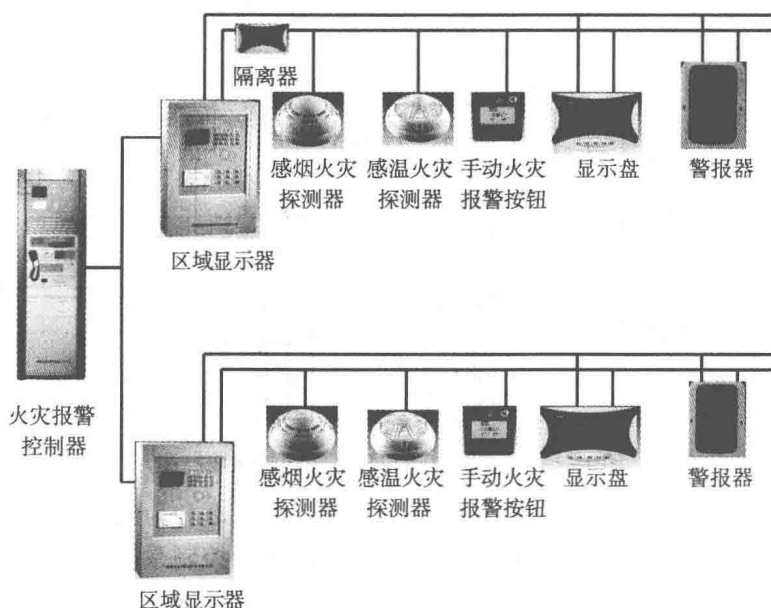 隔离器
感烟火灾
探测器
感温火灾
探测器
手动火灾
报警按钮
显示盘
警报器
区域显示器
火灾报警
控制器
感烟火灾
探测器
感温火灾
探测器
手动火灾
报警按钮
显示盘
警报器
区域显示器